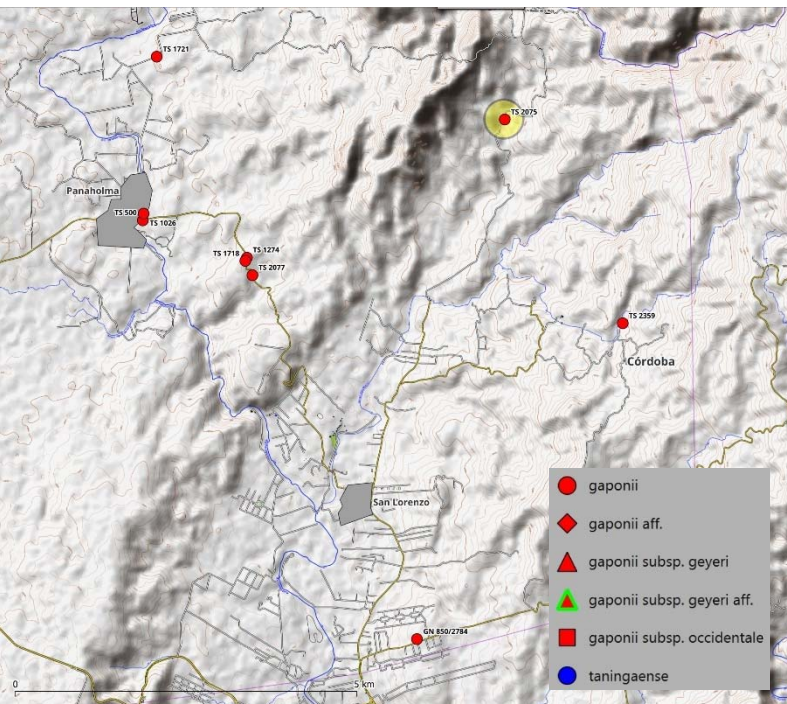 TS 1721
TS 2075
Panaholma
TS 500
TS 1026
TS 1718
TS 1274
TS 2077
TS 2359
Córdoba
San Lorenzo
GN 850/2784
0
5 km
gaponii
gaponii aff.
gaponii subsp. geyeri
gaponii subsp. geyeri aff.
gaponii subsp. occidentale
taningaense